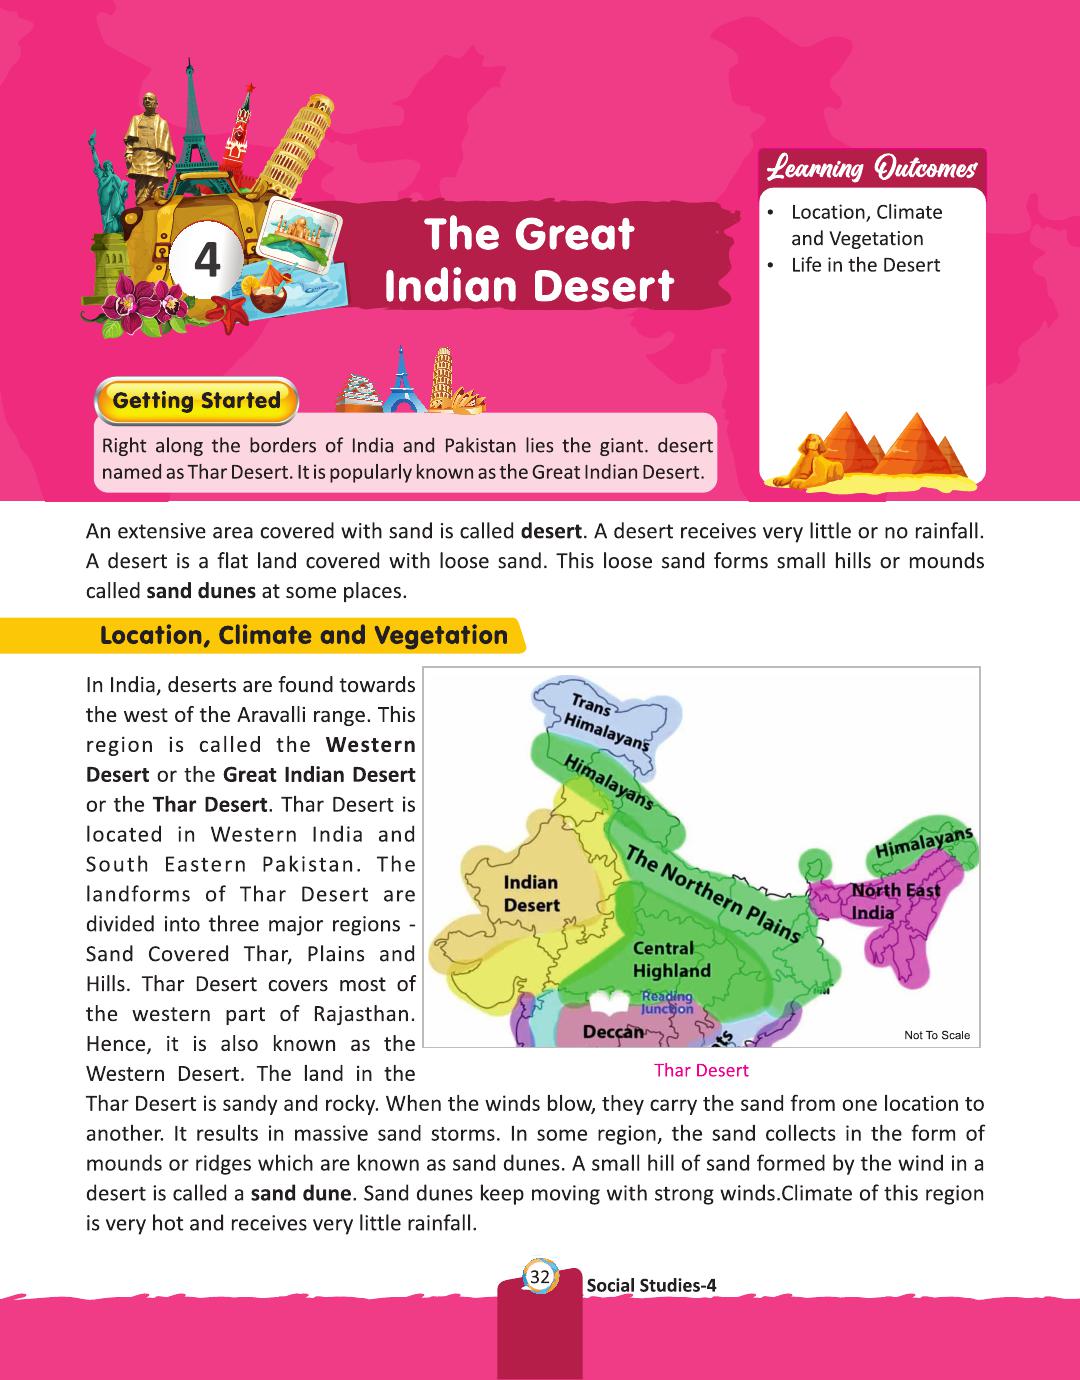 4
The Great
Indian Desert
Learning Outcomes
• Location, Climate
and Vegetation
• Life in the Desert
Getting Started
Right along the borders of India and Pakistan lies the giant. desert
named as Thar Desert. It is popularly known as the Great Indian Desert.
An extensive area covered with sand is called desert. A desert receives very little or no rainfall.
A desert is a flat land covered with loose sand. This loose sand forms small hills or mounds
called sand dunes at some places.
Location, Climate and Vegetation
In India, deserts are found towards
the west of the Aravalli range. This
region is called the Western
Desert or the Great Indian Desert
or the Thar Desert. Thar Desert is
located in Western India and
South Eastern Pakistan. The
landforms of Thar Desert are
divided into three major regions -
Sand Covered Thar, Plains and
Hills. Thar Desert covers most of
the western part of Rajasthan.
Hence, it is also known as the
Western Desert. The land in the
Thar Desert is sandy and rocky. When the winds blow, they carry the sand from one location to
another. It results in massive sand storms. In some region, the sand collects in the form of
mounds or ridges which are known as sand dunes. A small hill of sand formed by the wind in a
desert is called a sand dune. Sand dunes keep moving with strong winds.Climate of this region
is very hot and receives very little rainfall.
Trans
Himalayans
Himalayans
Himalayans
The Northern Plains
North East
India
Indian
Desert
Central
Highland
Reading
Junction
Deccan
Not To Scale
Thar Desert
32
Social Studies-4